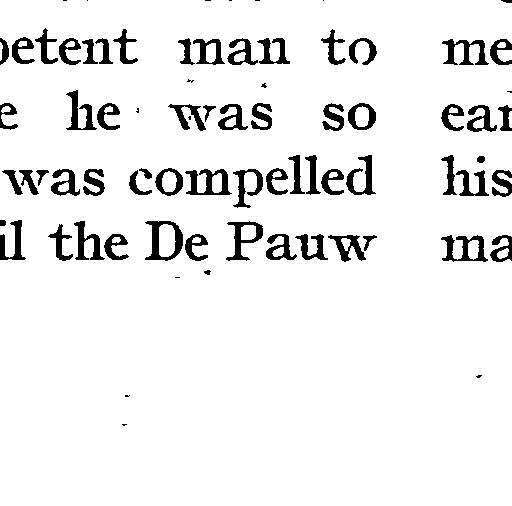 petent man to
e he was so
was compelled
il the De Pauw
me
ear
his
ma